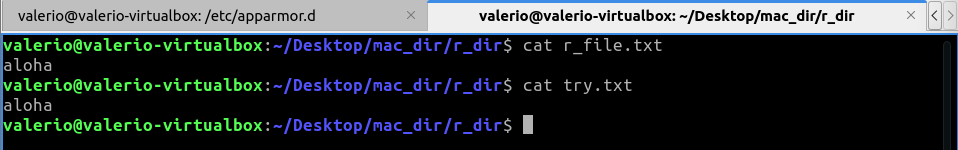 valerio@valerio-virtualbox: /etc/apparmor.d
valerio@valerio-virtualbox: ~/Desktop/mac_dir/r_dir
valerio@valerio-virtualbox:~/Desktop/mac_dir/r_dir$ cat r_file.txt
aloha
valerio@valerio-virtualbox:~/Desktop/mac_dir/r_dir$ cat try.txt
aloha
valerio@valerio-virtualbox:~/Desktop/mac_dir/r_dir$